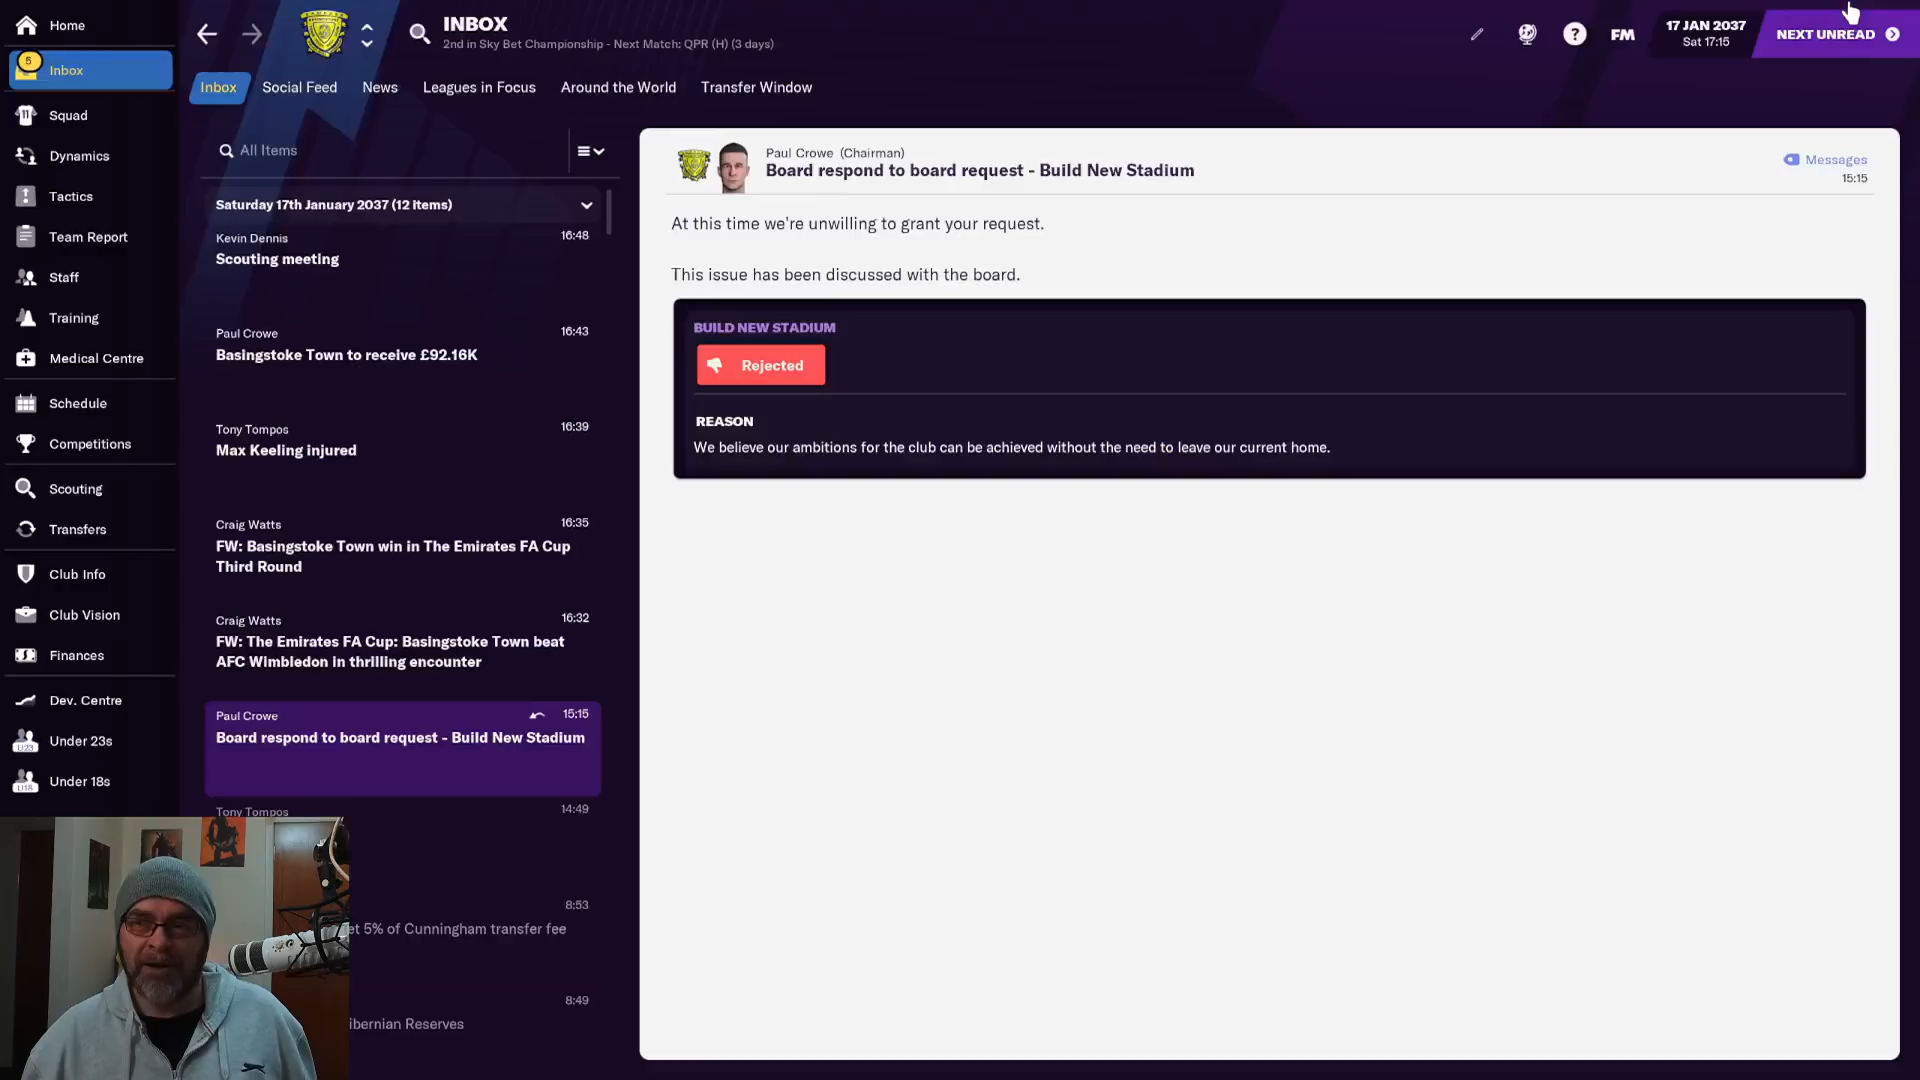 Home
5
Inbox
Squad
Dynamics
Tactics
Team Report
Staff
Training
Medical Centre
Schedule
Competitions
Scouting
Transfers
Club Info
Club Vision
Finances
Dev. Centre
U23
Under 23s
U18
Under 18s
INBOX
2nd in Sky Bet Championship - Next Match: QPR (H) (3 days)
?
FM
17 JAN 2037
Sat 17:15
NEXT UNREAD
Inbox
Social Feed
News
Leagues in Focus
Around the World
Transfer Window
All Items
Saturday 17th January 2037 (12 Items)
Kevin Dennis
16:48
Scouting meeting
Paul Crowe
16:43
Basingstoke Town to receive £92.16K
Tony Tompos
16:39
Max Keeling injured
Craig Watts
16:35
FW: Basingstoke Town win in The Emirates FA Cup
Third Round
Craig Watts
16:32
FW: The Emirates FA Cup: Basingstoke Town beat
AFC Wimbledon in thrilling encounter
Paul Crowe
15:15
Board respond to board request - Build New Stadium
Tony Tompos
14:49
8:53
et 5% of Cunningham transfer fee
8:49
ibernian Reserves
Paul Crowe (Chairman)
Board respond to board request - Build New Stadium
Messages
15:15
At this time we're unwilling to grant your request.
This issue has been discussed with the board.
BUILD NEW STADIUM
Rejected
REASON
We believe our ambitions for the club can be achieved without the need to leave our current home.